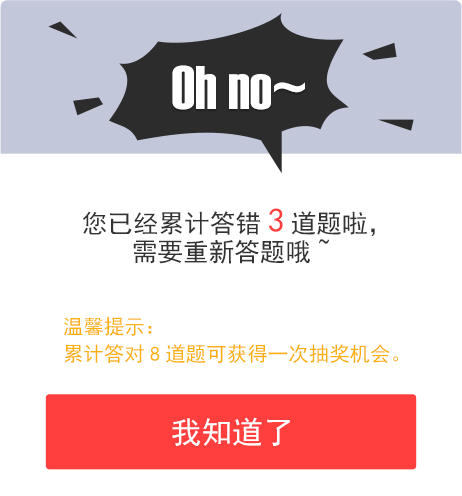 Oh no~
您已经累计答错 3 道题啦，
需要重新答题哦 ~
温馨提示：
累计答对 8 道题可获得一次抽奖机会。
我知道了